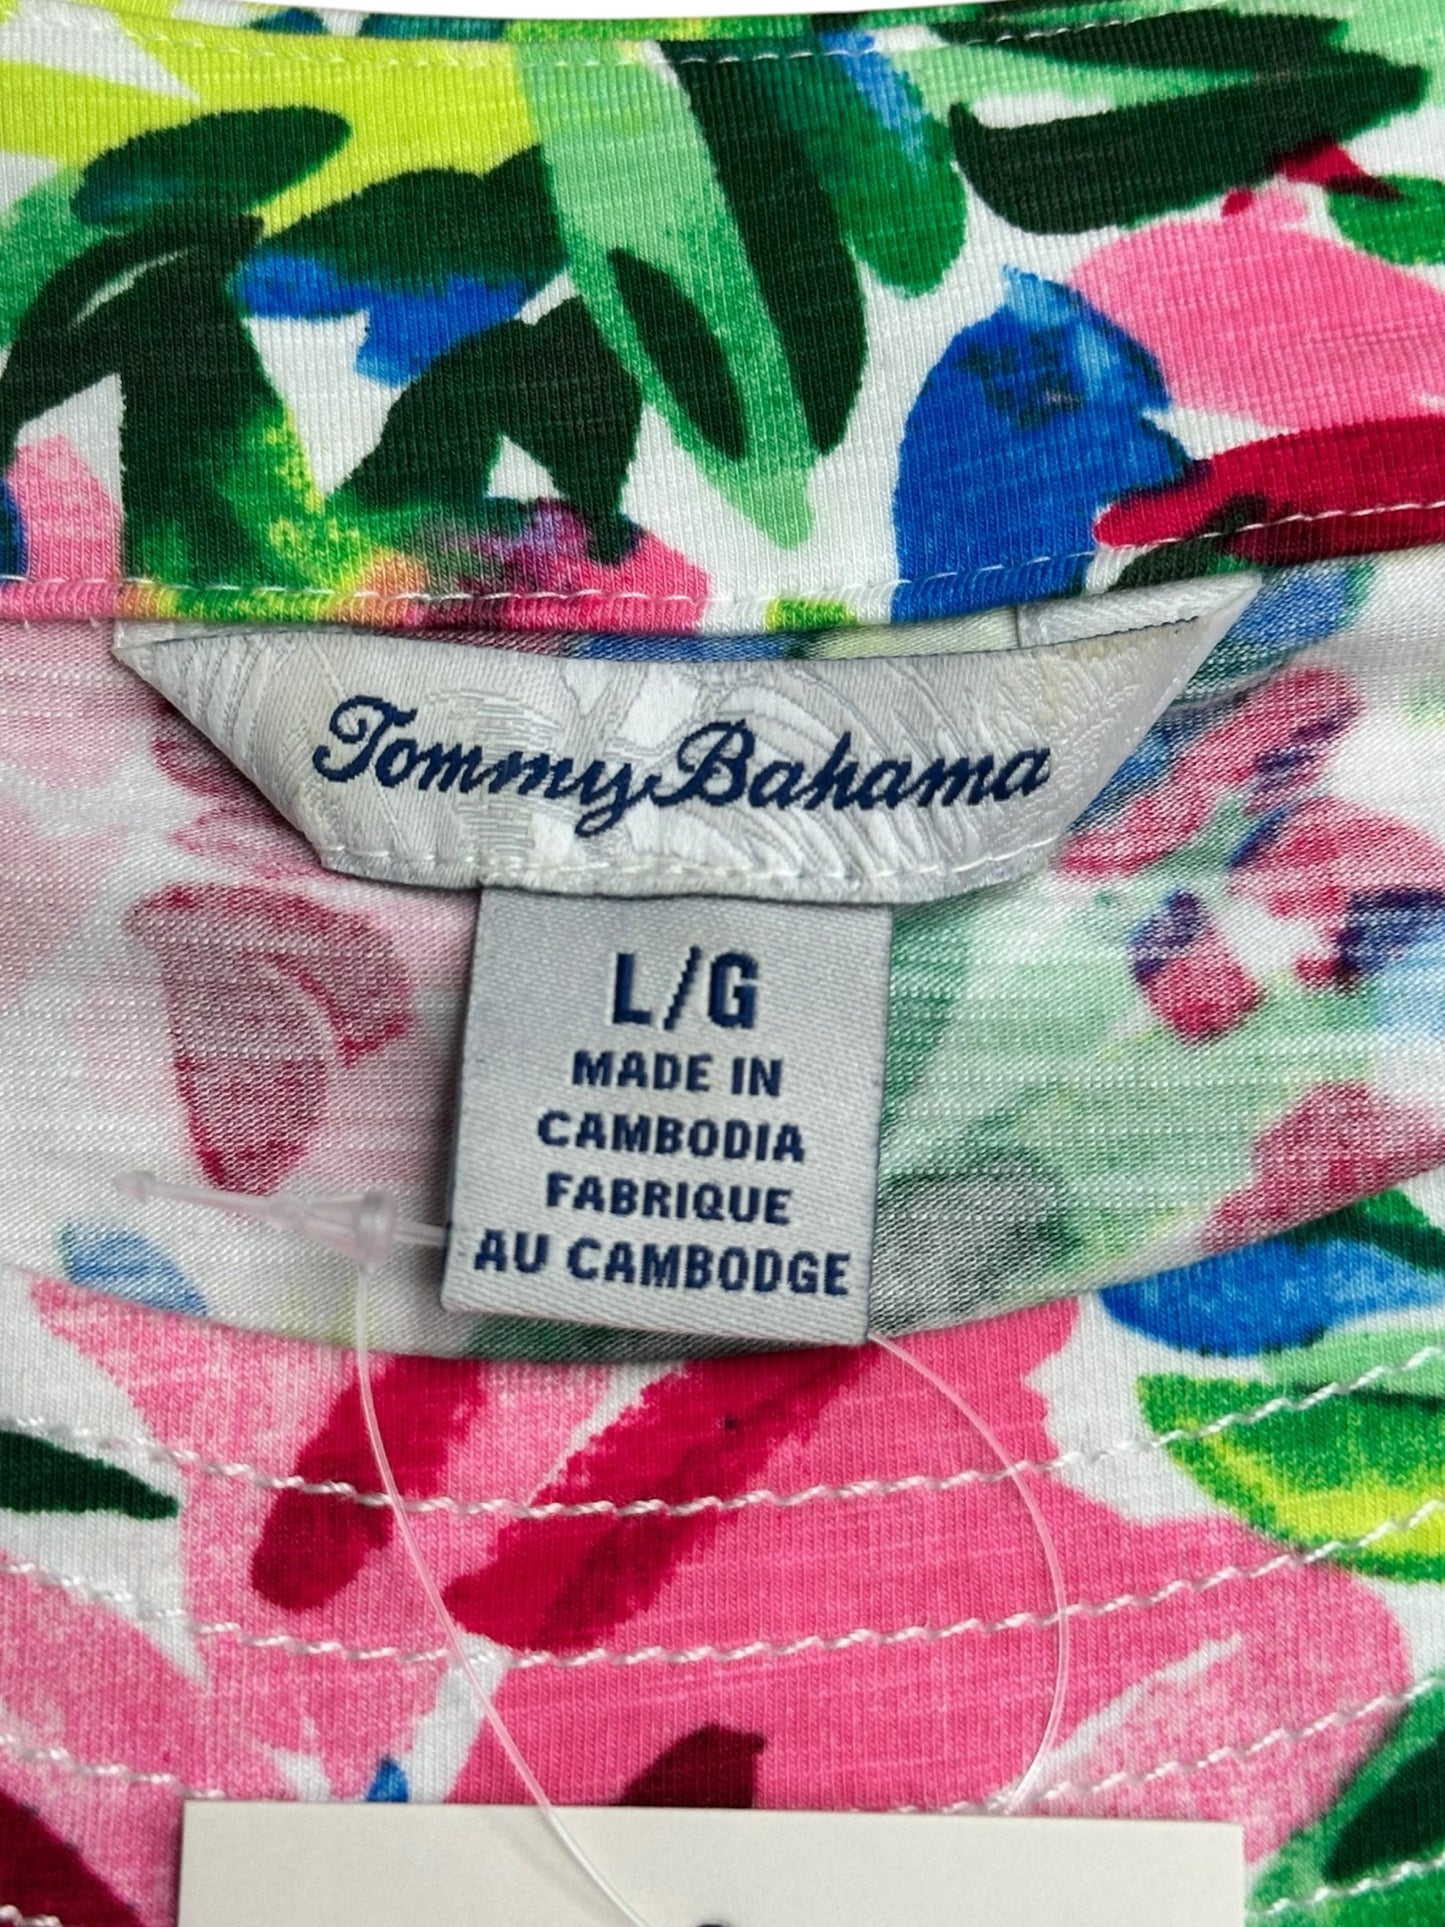 Tommy Bahama
L/G
MADE IN
CAMBODIA
FABRIQUE
AU CAMBODGE